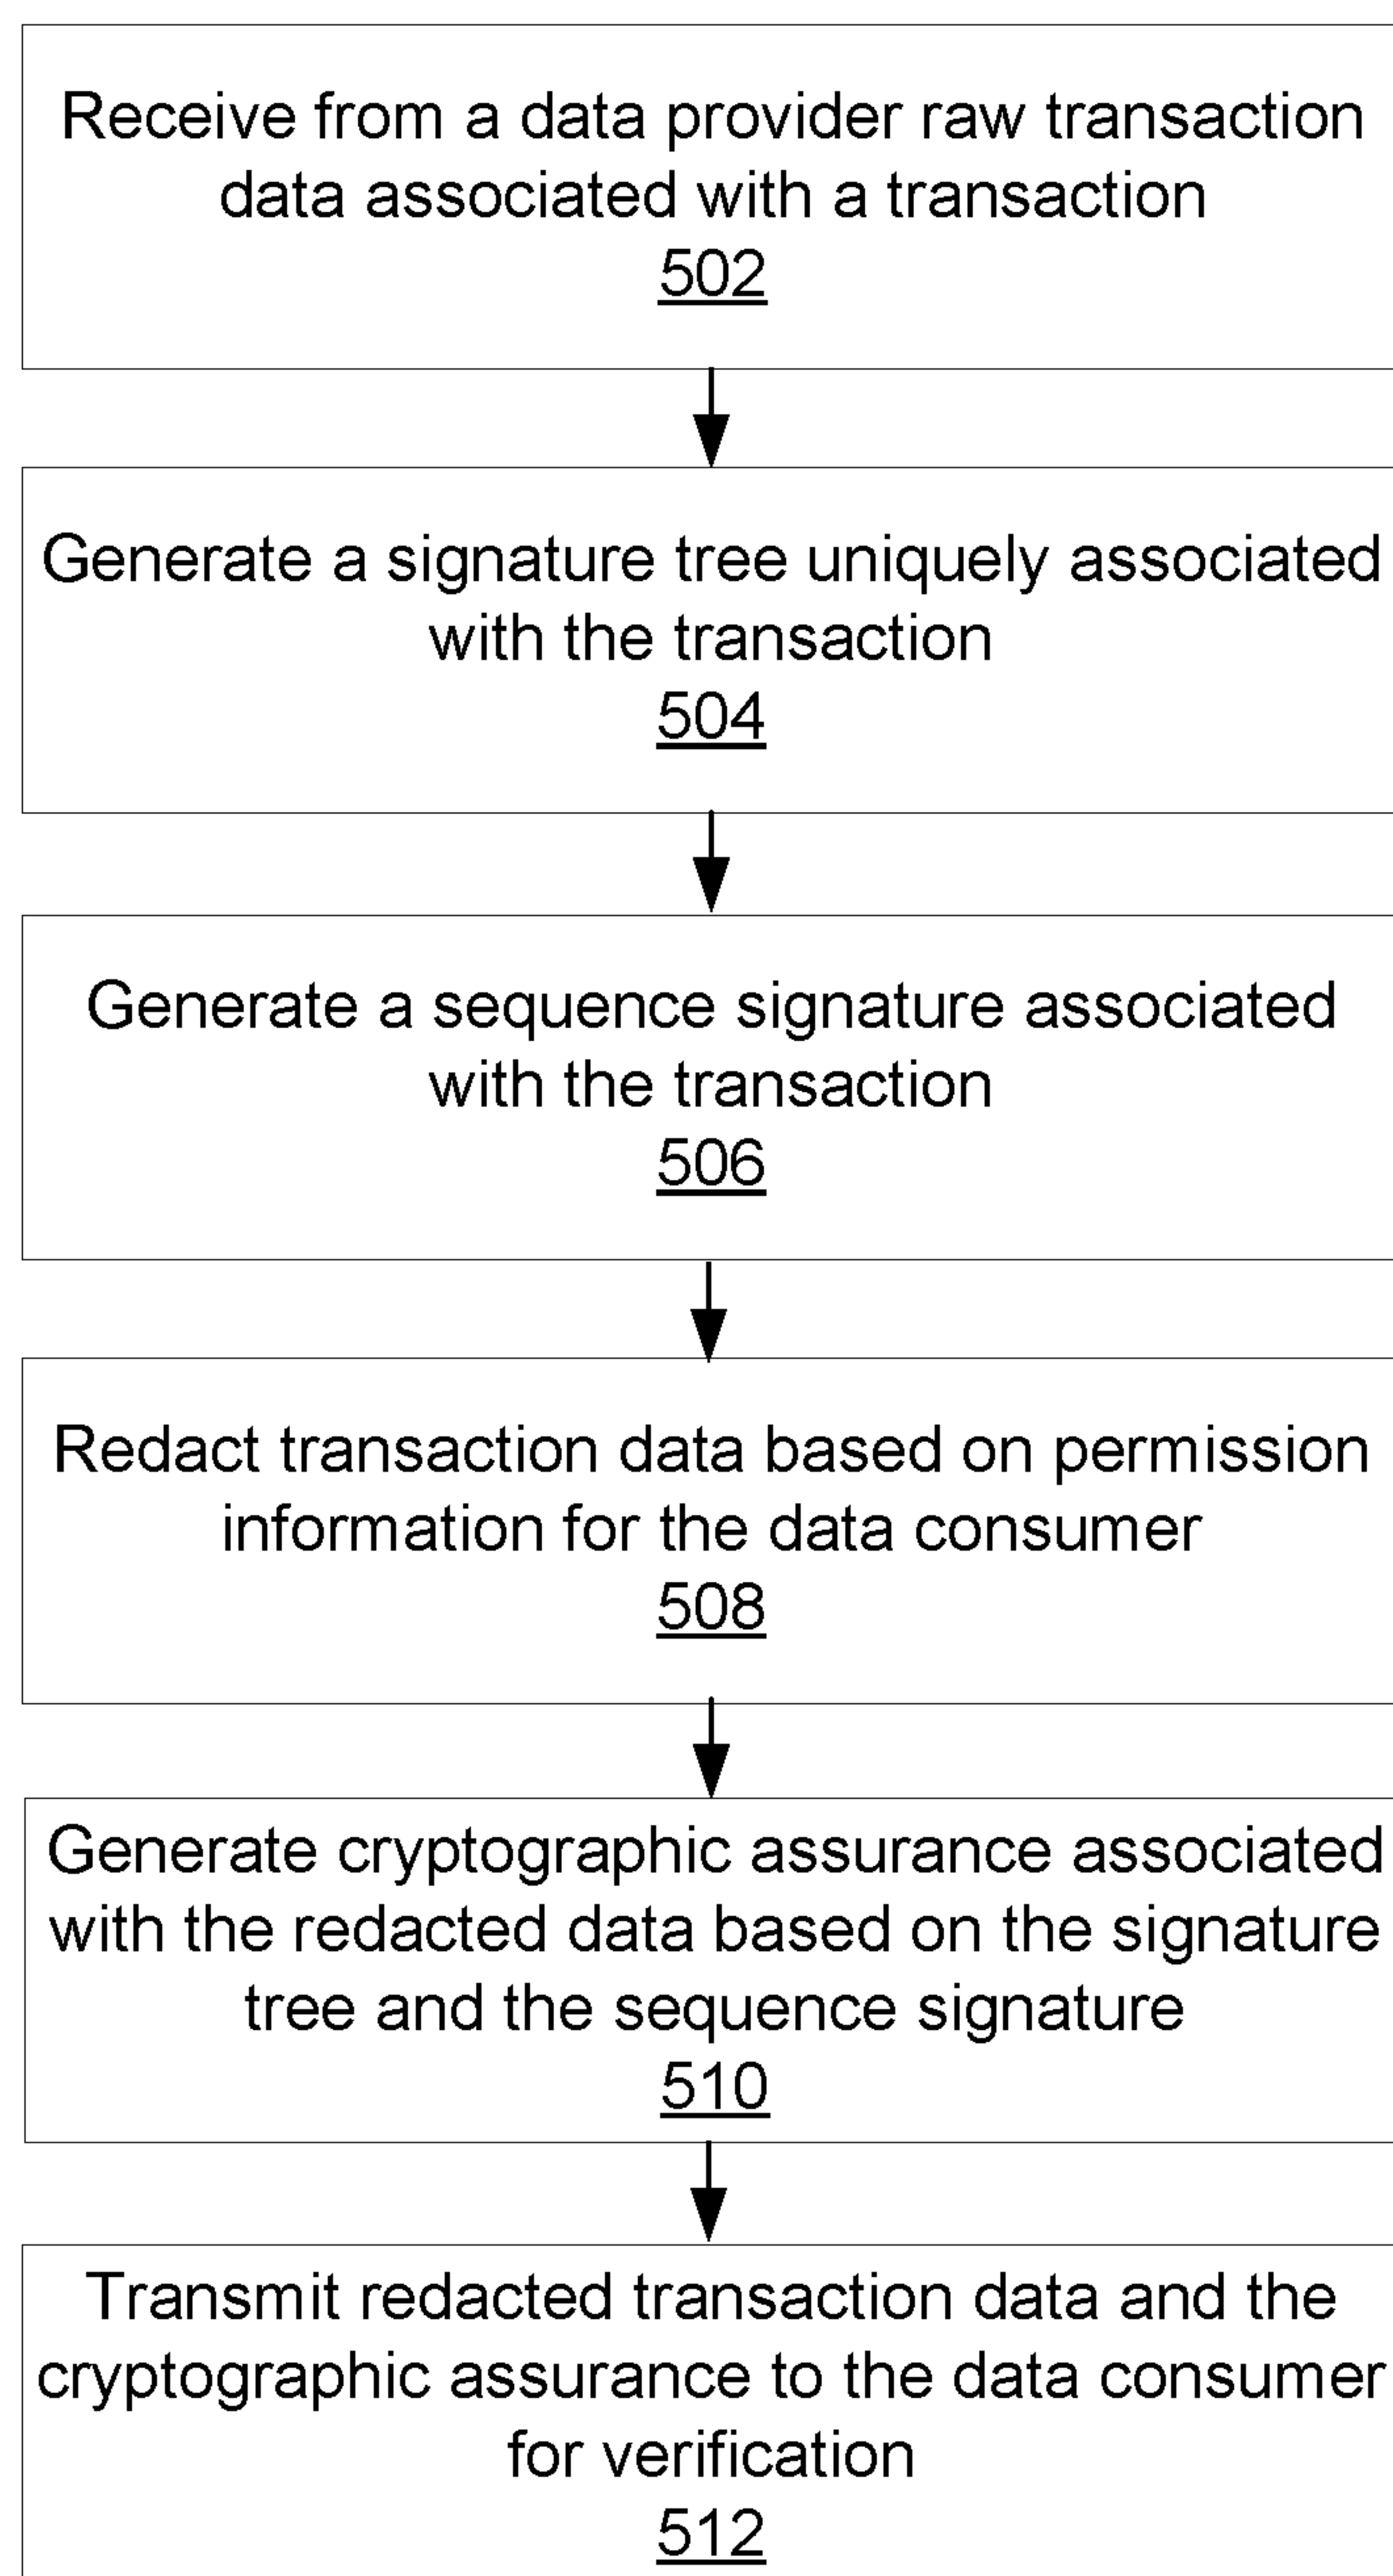 Receive from a data provider raw transaction
data associated with a transaction
502
Generate a signature tree uniquely associated
with the transaction
504
Generate a sequence signature associated
with the transaction
506
Redact transaction data based on permission
information for the data consumer
508
Generate cryptographic assurance associated
with the redacted data based on the signature
tree and the sequence signature
510
Transmit redacted transaction data and the
cryptographic assurance to the data consumer
for verification
512